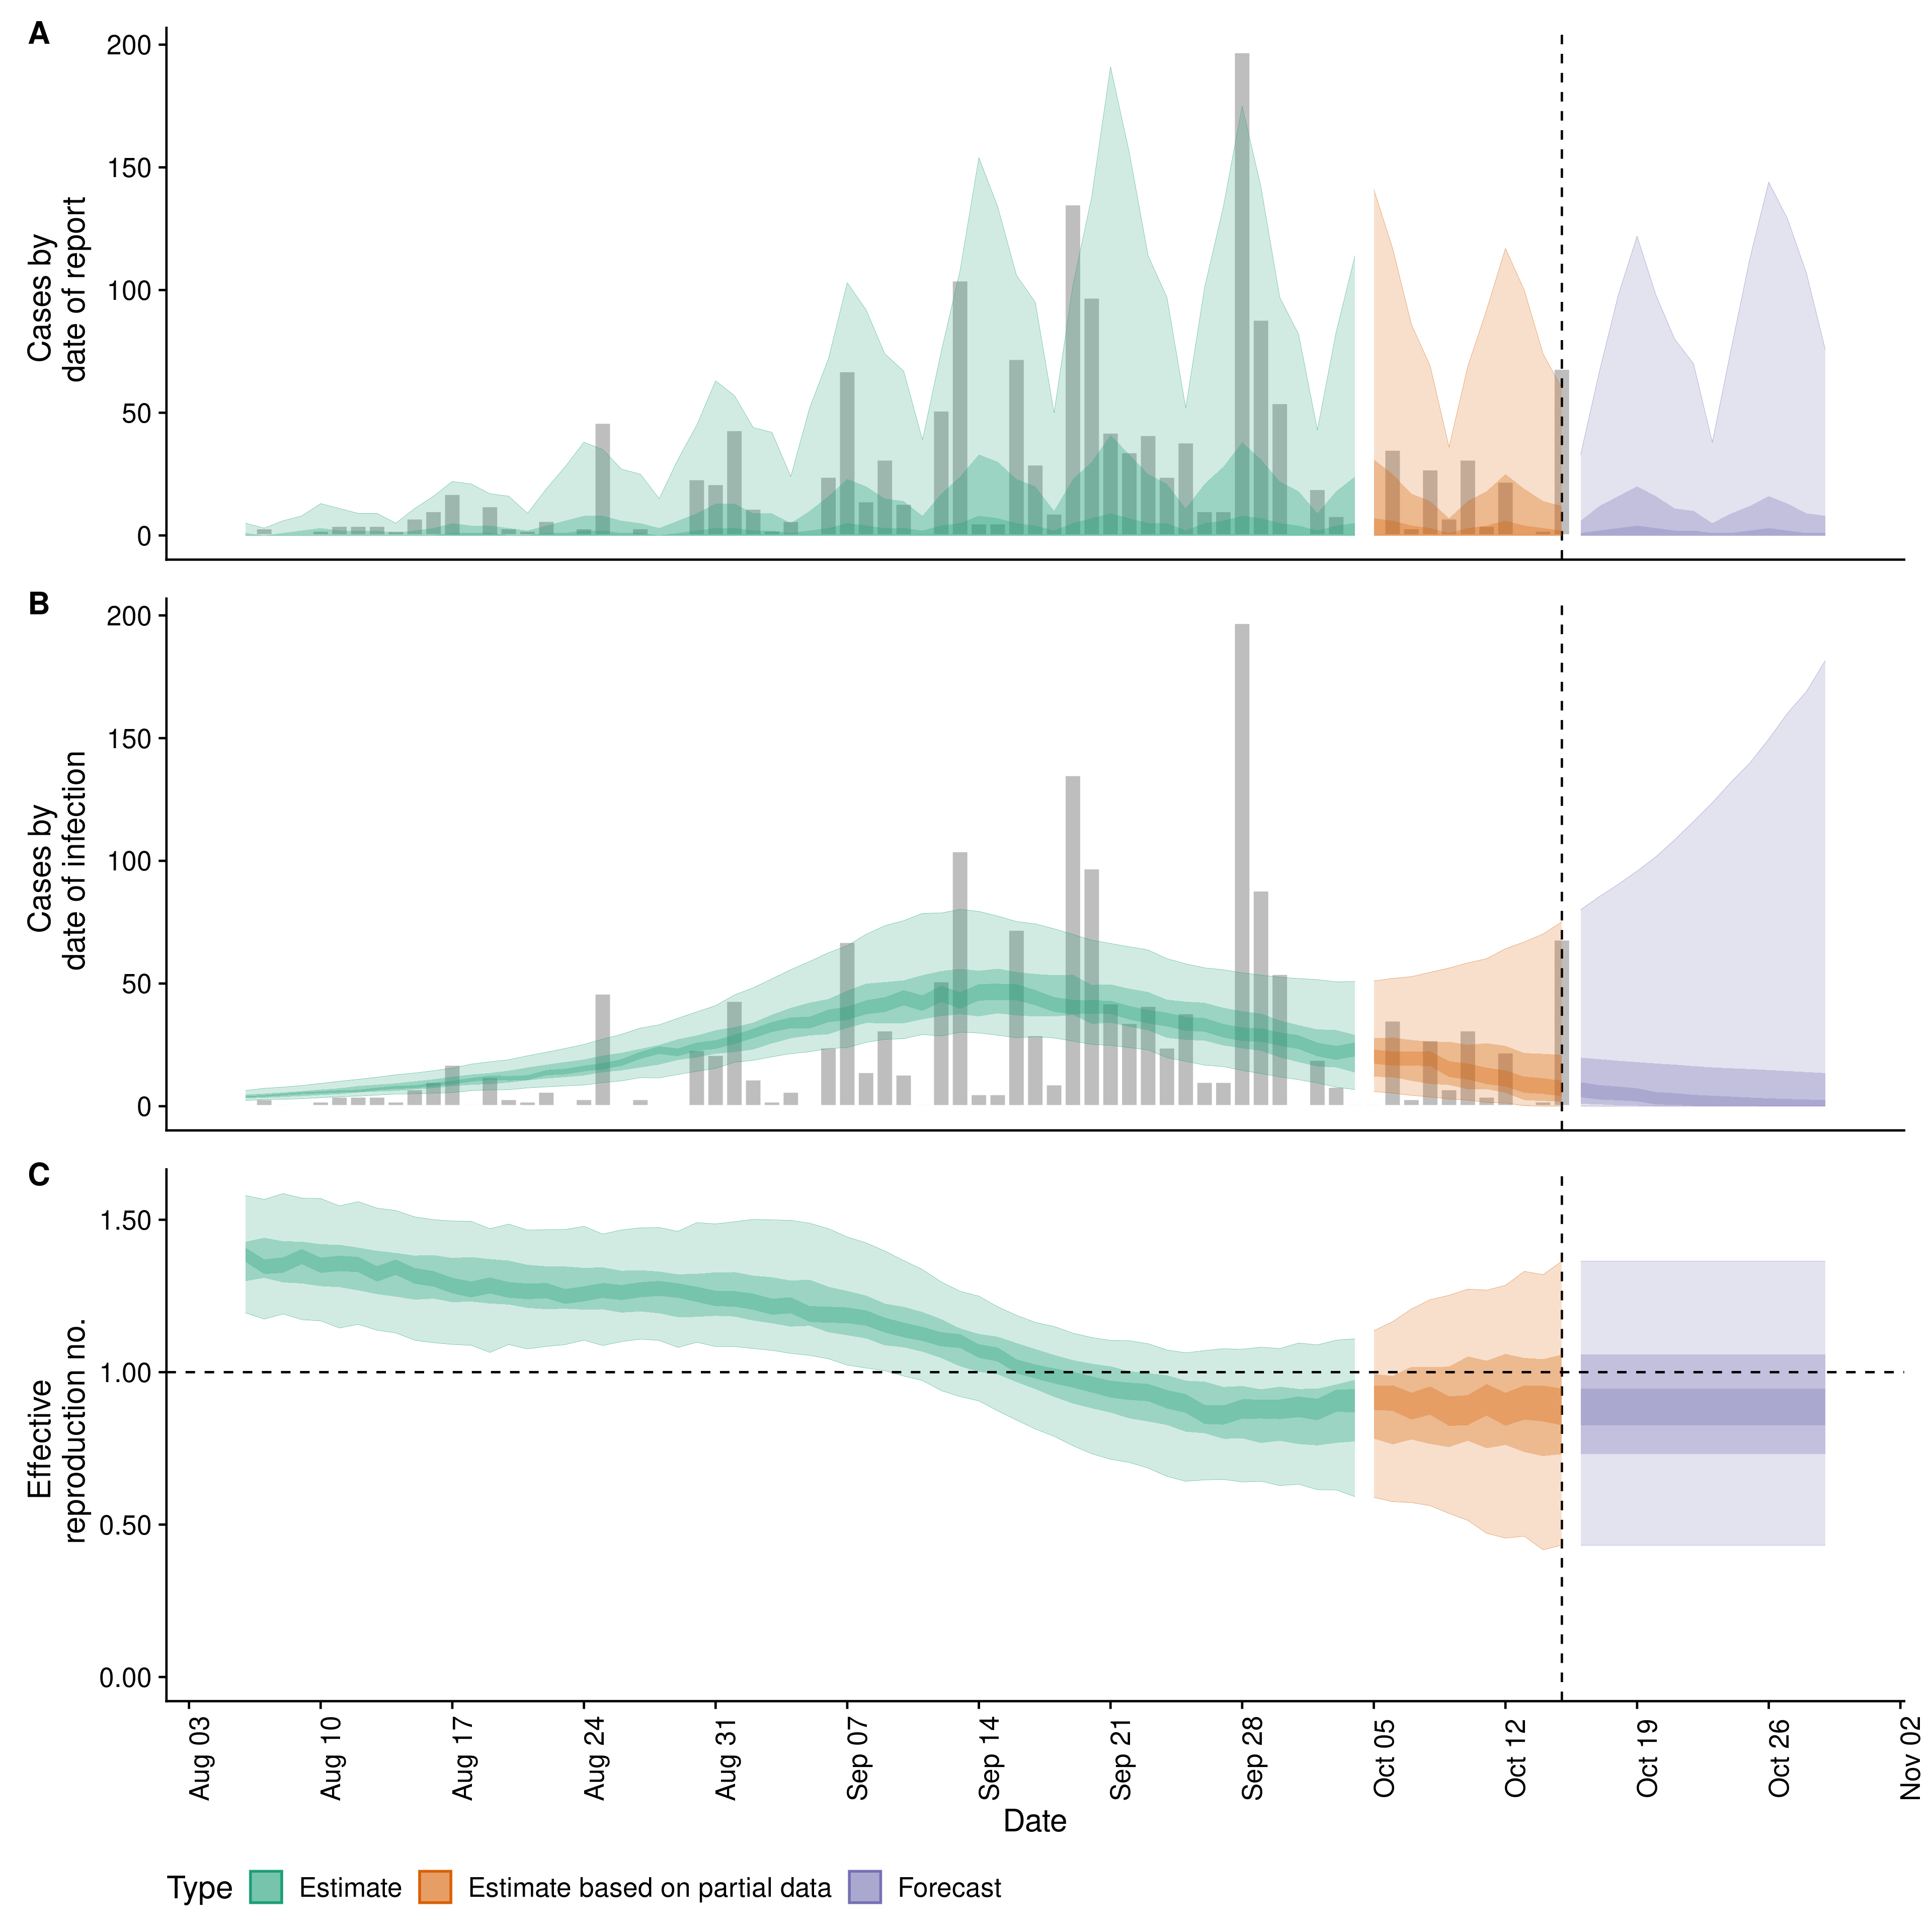 A
200
150
100
50
0
Cases by
date of report
B
200
150
100
50
0
Cases by
date of infection
C
1.50
1.00
0.50
0.00
Effective
reproduction no.
Aug 03
Aug 10
Aug 17
Aug 24
Aug 31
Sep 07
Sep 14
Sep 21
Sep 28
Oct 05
Oct 12
Oct 19
Oct 26
Nov 02
Date
Type Estimate Estimate based on partial data Forecast